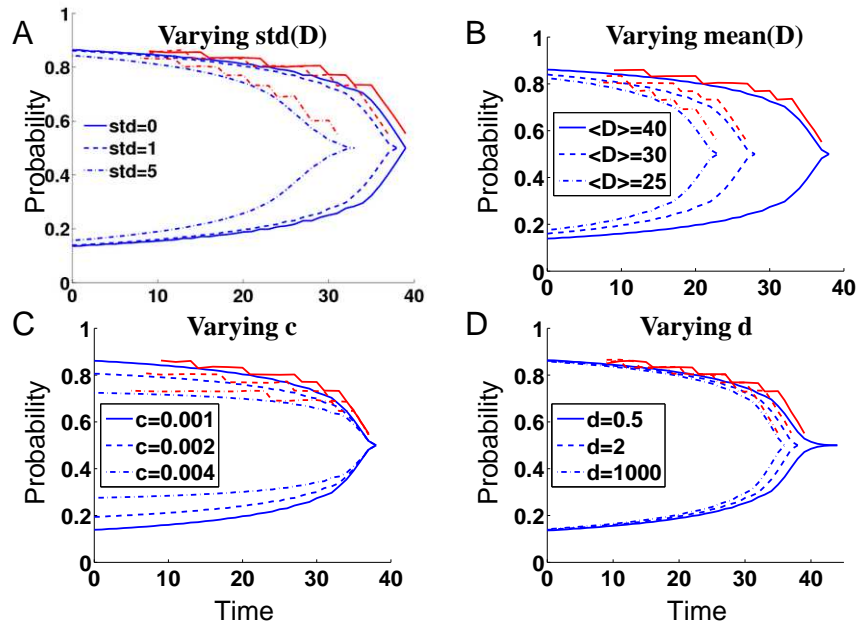 A
Varying std(D)
Probability
1
0.8
0.6
0.4
0.2
0
std=0
std=1
std=5
0
10
20
30
40
B
Varying mean(D)
Probability
1
0.8
0.6
0.4
0.2
0
<D>=40
<D>=30
<D>=25
0
10
20
30
40
C
Varying c
Probability
1
0.8
0.6
0.4
0.2
0
c=0.001
c=0.002
c=0.004
0
10
20
30
40
Time
D
Varying d
Probability
1
0.8
0.6
0.4
0.2
0
d=0.5
d=2
d=1000
0
10
20
30
40
Time